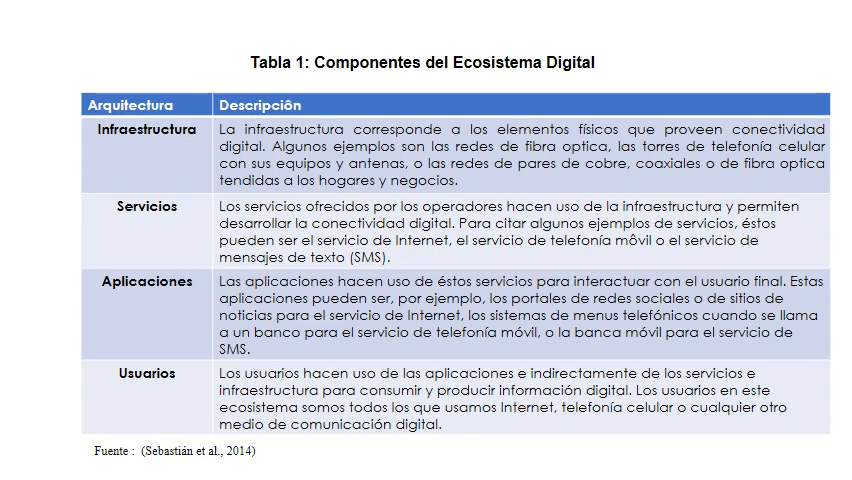 Tabla 1: Componentes del Ecosistema Digital
Arquitectura Descripciôn
Infraestructura La infraestructura corresponde a los elementos físicos que proveen conectividad
digital. Algunos ejemplos son las redes de fibra optica, las torres de telefonía celular
con sus equipos y antenas, o las redes de pares de cobre, coaxiales o de fibra optica
tendidas a los hogares y negocios.
Servicios Los servicios ofrecidos por los operadores hacen uso de la infraestructura y permiten
desarrollar la conectividad digital. Para citar algunos ejemplos de servicios, éstos
pueden ser el servicio de Internet, el servicio de telefonía môvil o el servicio de
mensajes de texto (SMS).
Aplicaciones Las aplicaciones hacen uso de éstos servicios para interactuar con el usuario final. Estas
aplicaciones pueden ser, por ejemplo, los portales de redes sociales o de sitios de
noticias para el servicio de Internet, los sistemas de menus telefónicos cuando se llama
a un banco para el servicio de telefonía móvil, o la banca móvil para el servicio de
SMS.
Usuarios Los usuarios hacen uso de las aplicaciones e indirectamente de los servicios e
infraestructura para consumir y producir información digital. Los usuarios en este
ecosistema somos todos los que usamos Internet, telefonía celular o cualquier otro
medio de comunicación digital.
Fuente : (Sebastián et al., 2014)